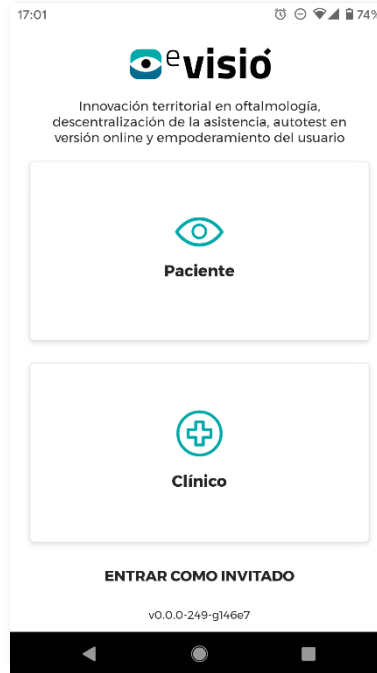 17:01 74%
evisió
Innovación territorial en oftalmología,
descentralización de la asistencia, autotest en
versión online y empoderamiento del usuario
Paciente
Clínico
ENTRAR COMO INVITADO
v0.0.0-249-g146e7